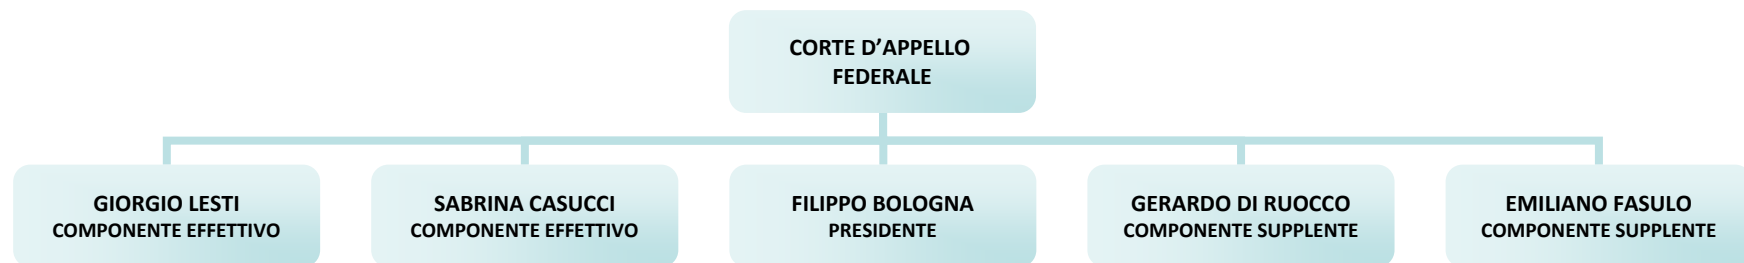 CORTE D’APPELLO
FEDERALE
GIORGIO LESTI
COMPONENTE EFFETTIVO
SABRINA CASUCCI
COMPONENTE EFFETTIVO
FILIPPO BOLOGNA
PRESIDENTE
GERARDO DI RUOCCO
COMPONENTE SUPPLENTE
EMILIANO FASULO
COMPONENTE SUPPLENTE